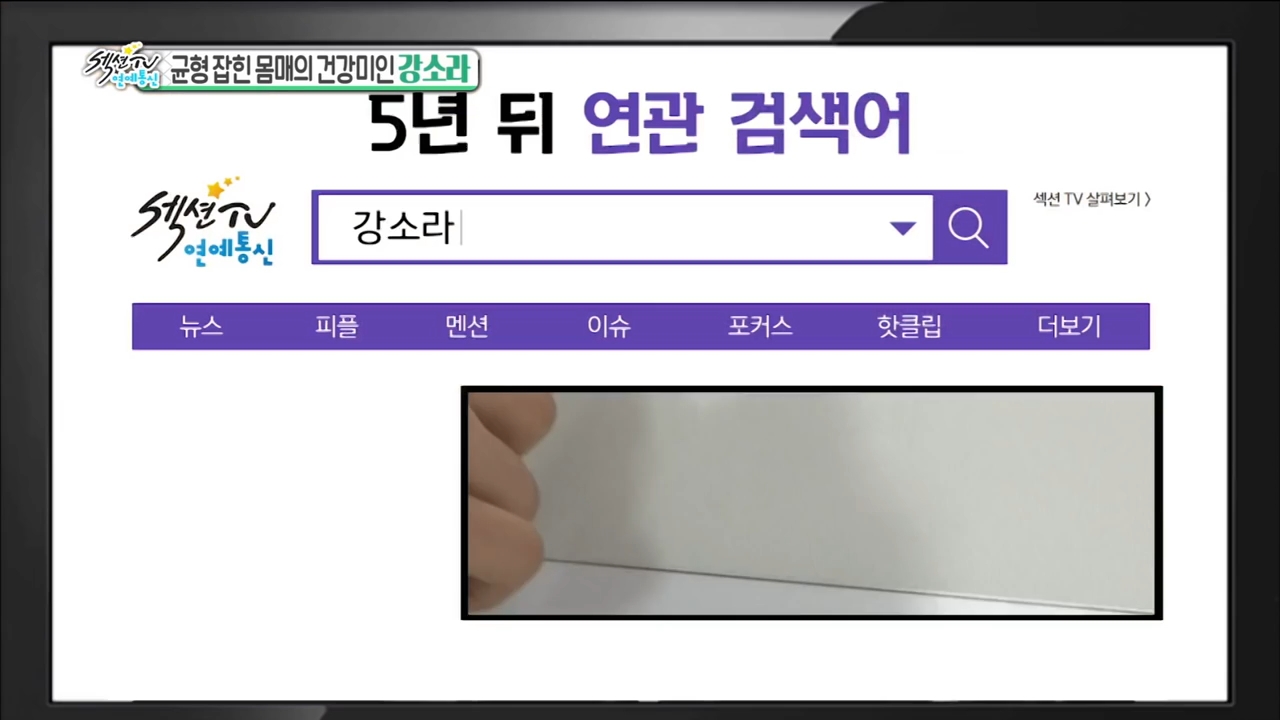 섹션TV 연예통신
균형 잡힌 몸매의 건강미인 강소라
5년 뒤 연관 검색어
섹션TV 연예통신
강소라
섹션 TV 살펴보기 〉
뉴스 피플 멘션 이슈 포커스 핫클립 더보기